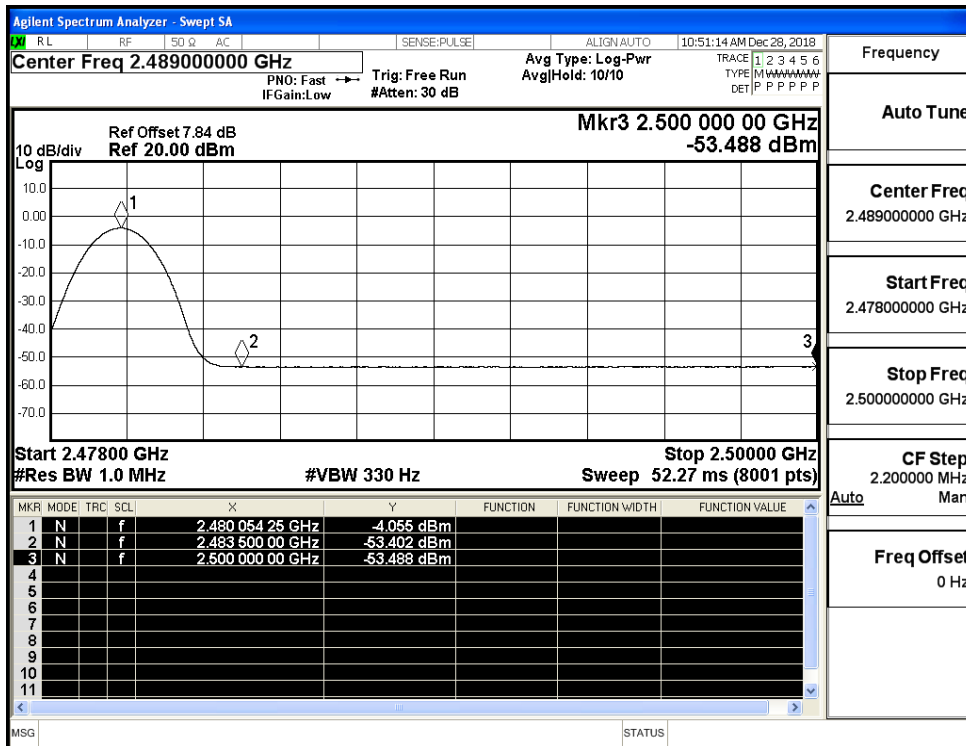 Agilent Spectrum Analyzer - Swept SA
LXI RL RF 50 Ω AC SENSE:PULSE ALIGNAUTO 10:51:14 AM Dec 28, 2018
Center Freq 2.489000000 GHz
PNO: Fast
IFGain:Low
Trig: Free Run
#Atten: 30 dB
Avg Type: Log-Pwr
Avg|Hold: 10/10
TRACE 1 2 3 4 5 6
TYPE M
DET P P P P P P
Ref Offset 7.84 dB
10 dB/div Ref 20.00 dBm
Log
Mkr3 2.500 000 00 GHz
-53.488 dBm
10.0
0.00
-10.0
-20.0
-30.0
-40.0
-50.0
-60.0
-70.0
1
2
3
Start 2.47800 GHz Stop 2.50000 GHz
#Res BW 1.0 MHz #VBW 330 Hz Sweep 52.27 ms (8001 pts)
MKR MODE TRC SCL X Y FUNCTION FUNCTION WIDTH FUNCTION VALUE
1 N f 2.480 054 25 GHz -4.055 dBm
2 N f 2.483 500 00 GHz -53.402 dBm
3 N f 2.500 000 00 GHz -53.488 dBm
4
5
6
7
8
9
10
11
MSG STATUS
Frequency
Auto Tune
Center Freq
2.489000000 GHz
Start Freq
2.478000000 GHz
Stop Freq
2.500000000 GHz
CF Step
2.200000 MHz
Auto Man
Freq Offset
0 Hz